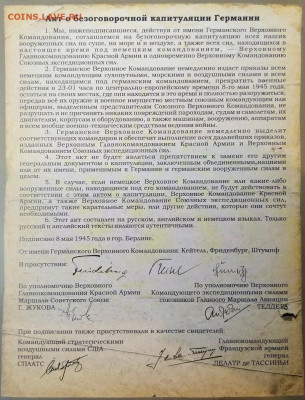 COINS.LAVE.RU
Акт о безоговорочной капитуляции Германии
1. Мы, нижеподписавшиеся, действуя от имени Германского Верховного
Командования, соглашаемся на безоговорочную капитуляцию всех наших
вооруженных сил на суше, на море и в воздухе, а также всех сил, находящихся в
настоящее время под немецким командованием, — Верховному
Главнокомандованию Красной Армии и одновременно Верховному Командованию
Союзных экспедиционных сил.
2. Германское Верховное Командование немедленно издаст приказы всем
немецким командующим сухопутными, морскими и воздушными силами и всем
силам, находящимся под германским командованием, прекратить военные
действия в 23-01 часа по центрально-европейскому времени 8-го мая 1945 года,
остаться на своих местах, где они находятся в это время и полностью разоружиться,
передав всё их оружие и военное имущество местным союзным командующим или
офицерам, выделенным представителям Союзного Верховного Командования, не
разрушать и не причинять никаких повреждений пароходам, судам и самолетам, их
двигателям, корпусам и оборудованию, а также машинам, вооружению, аппаратам
и всем
3. Германское Верховное Командование немедленно выделит
соответствующих командиров и обеспечит выполнение всех дальнейших приказов,
изданных Верховным Главнокомандованием Красной Армии и Верховным
Командованием Союзных экспедиционных сил.
4. Этот акт не будет являться препятствием к замене его другим
генеральным документом о капитуляции, заключенным объединенными нациями
или от их имени, применимым к Германии и германским вооруженным силам в
целом.
5. В случае, если немецкое Верховное Командование или какие-либо
вооруженные силы, находящиеся под его командованием, не будут действовать в
соответствии с этим актом о капитуляции, Верховное Командование Красной
Армии, а также Верховное Командование Союзных экспедиционных сил,
предпримут такие карательные меры, или другие действия, которые они сочтут
необходимыми.
6. Этот акт составлен на русском, английском и немецком языках. Только
русский и английский тексты являются аутентичными.
Подписано 8 мая 1945 года в гор. Берлине.
От имени Германского Верховного Командования: Кейтель, Фриденбург, Штумпф
В присутствии:
По уполномочию Верховного
Главнокомандования Красной Армии
Маршала Советского Союза
Г. ЖУКОВА
По уполномочию Верховного
Командующего экспедиционными силами
союзников Главного Маршала Авиации
ТЕДДЕРА
При подписании также присутствовали в качестве свидетелей:
Командующий стратегическими
воздушными силами США
генерал
СПААТС
Главнокомандующий
Французской армией
генерал
ДЕЛАТР де ТАССИНЬИ